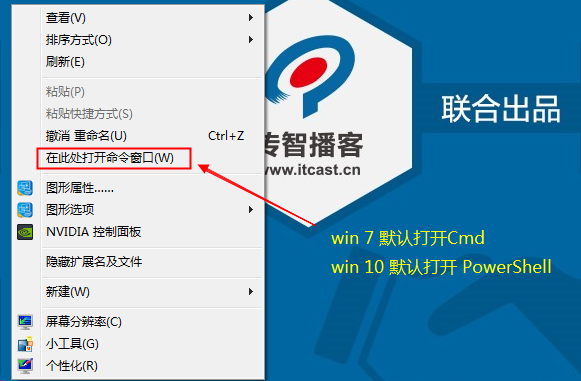 查看(V)
排序方式(O)
刷新(E)
粘贴(P)
粘贴快捷方式(S)
撤消 重命名(U) Ctrl+Z
在此处打开命令窗口(W)
图形属性......
图形选项
NVIDIA 控制面板
隐藏扩展名及文件
新建(W)
屏幕分辨率(C)
小工具(G)
个性化(R)
传智播客
www.itcast.cn
联合出品
win 7 默认打开Cmd
win 10 默认打开 PowerShell